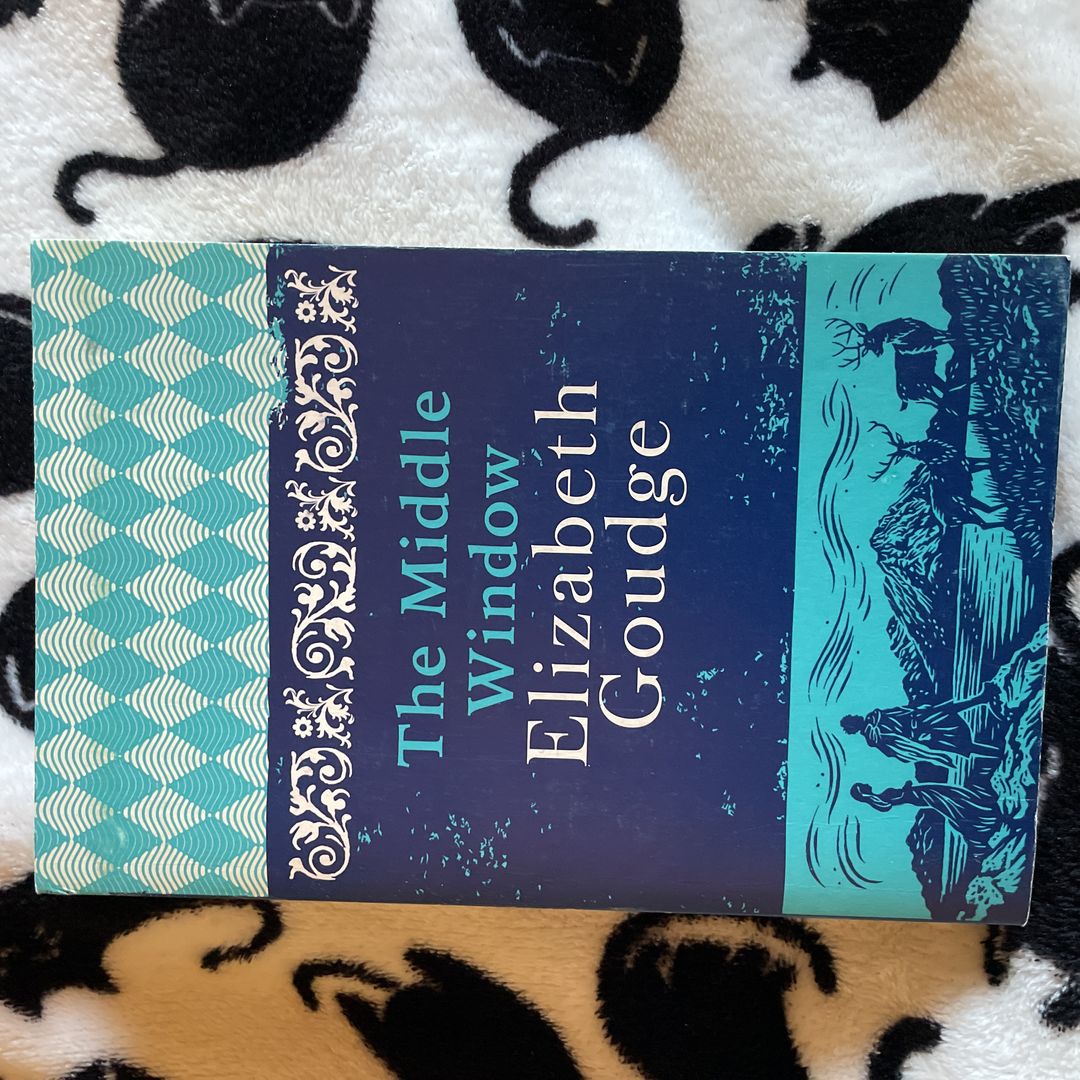 The Middle
Window
Elizabeth
Goudge